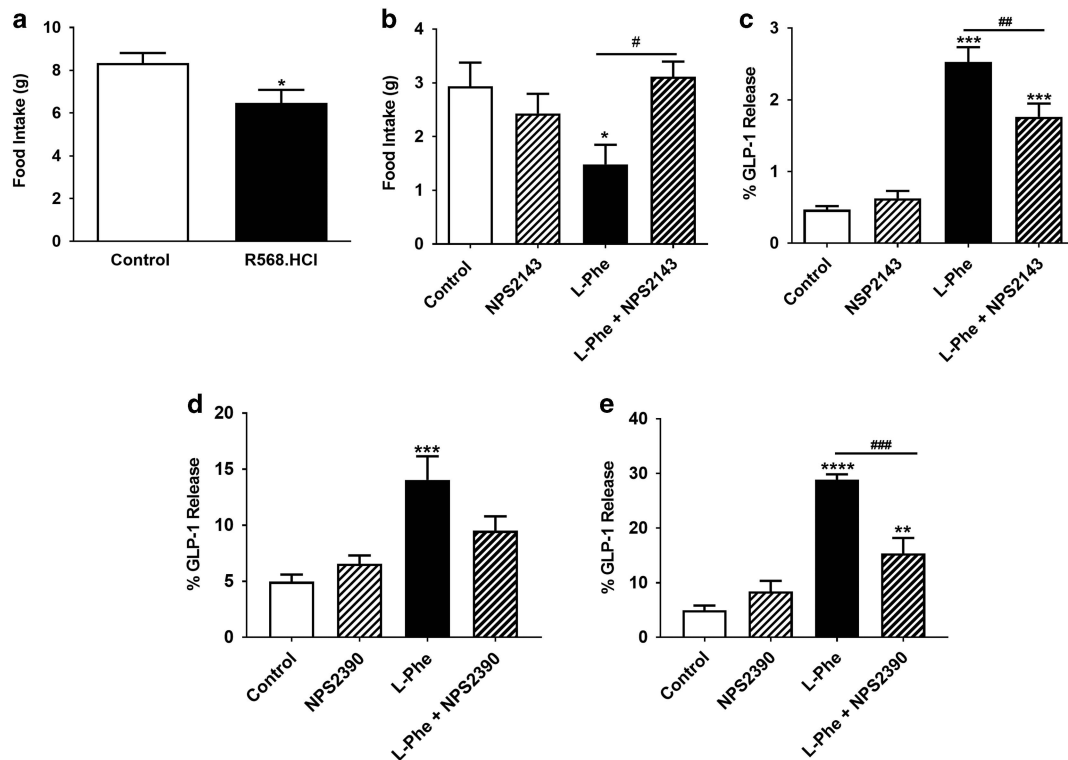 a
Food Intake (g)
10
8
6
4
2
0
*
Control
R568.HCl
b
Food Intake (g)
4
3
2
1
0
#
*
Control
NPS2143
L-Phe
L-Phe + NPS2143
c
% GLP-1 Release
3
2
1
0
##
***
***
Control
NSP2143
L-Phe
L-Phe + NPS2143
d
% GLP-1 Release
20
15
10
5
0
***
Control
NPS2390
L-Phe
L-Phe + NPS2390
e
% GLP-1 Release
40
30
20
10
0
###
****
**
Control
NPS2390
L-Phe
L-Phe + NPS2390